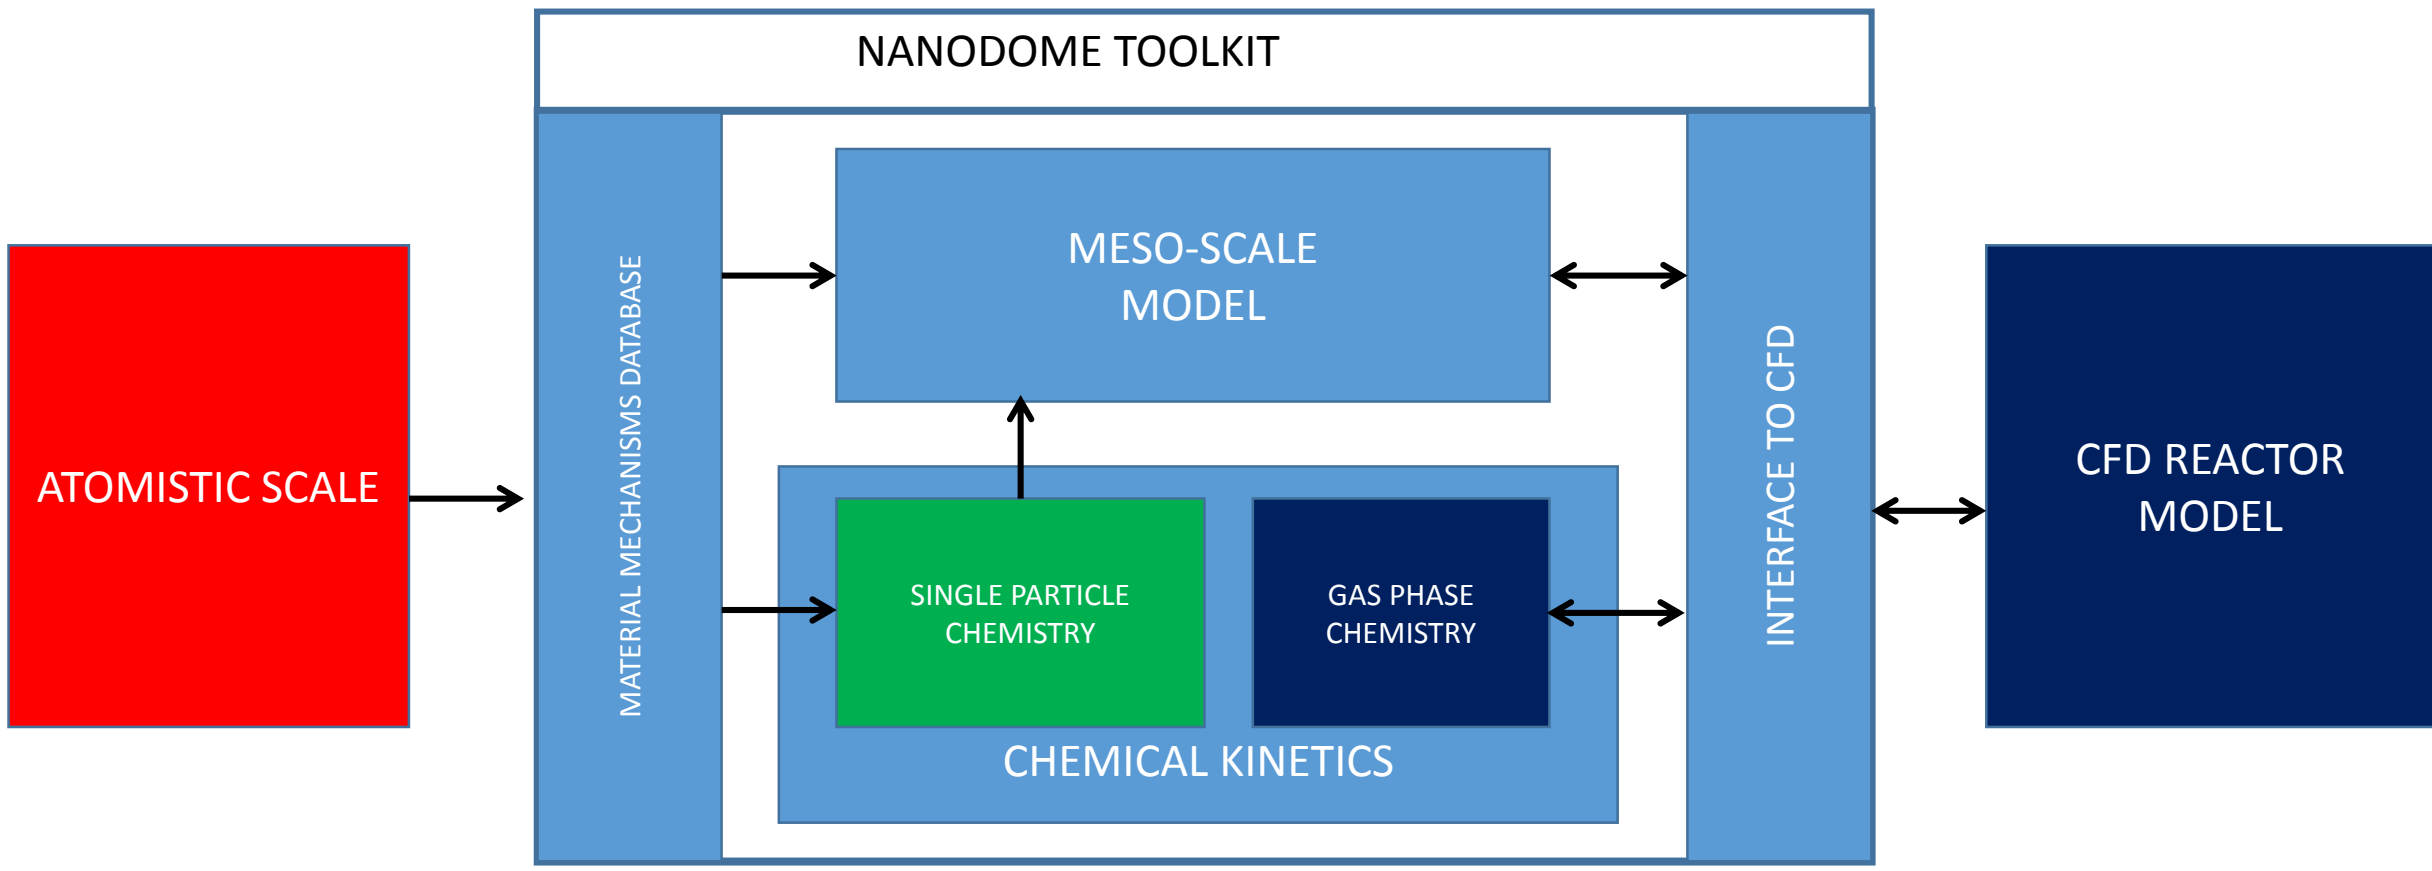 NANODOME TOOLKIT
ATOMISTIC SCALE
MATERIAL MECHANISMS DATABASE
MESO-SCALE
MODEL
SINGLE PARTICLE
CHEMISTRY
GAS PHASE
CHEMISTRY
CHEMICAL KINETICS
INTERFACE TO CFD
CFD REACTOR
MODEL